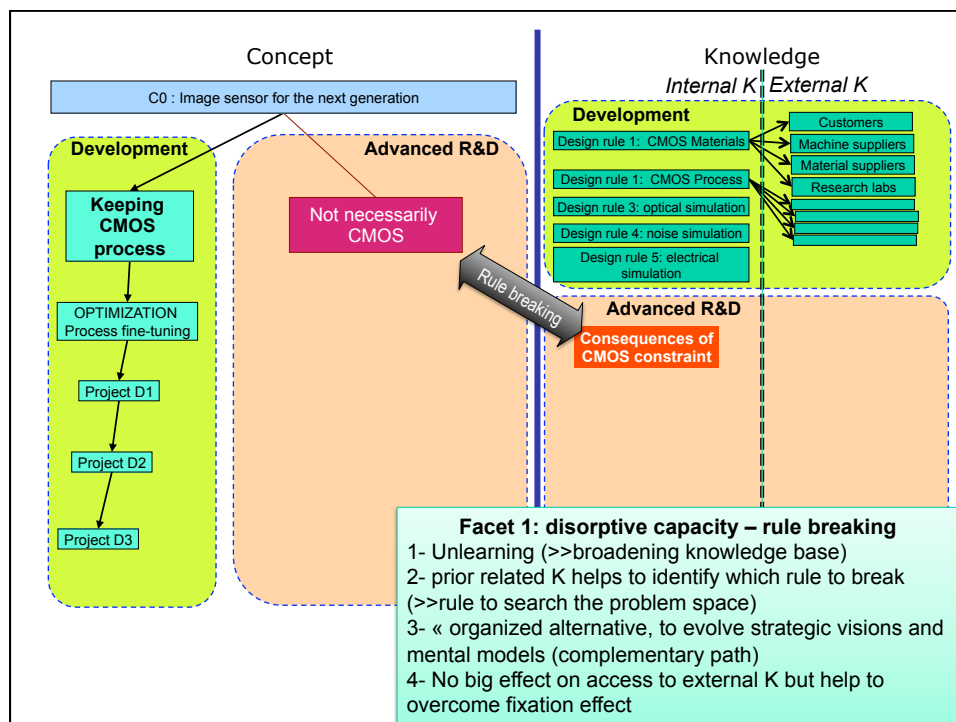 Concept
Knowledge
Internal K
External K
C0 : Image sensor for the next generation
Development
Advanced R&D
Keeping
CMOS
process
Not necessarily
CMOS
OPTIMIZATION
Process fine-tuning
Project D1
Project D2
Project D3
Rule breaking
Development
Design rule 1: CMOS Materials
Design rule 1: CMOS Process
Design rule 3: optical simulation
Design rule 4: noise simulation
Design rule 5: electrical
simulation
Customers
Machine suppliers
Material suppliers
Research labs
Advanced R&D
Consequences of
CMOS constraint
Facet 1: disorptive capacity – rule breaking
1- Unlearning (>>broadening knowledge base)
2- prior related K helps to identify which rule to break
(>>rule to search the problem space)
3- « organized alternative, to evolve strategic visions and
mental models (complementary path)
4- No big effect on access to external K but help to
overcome fixation effect